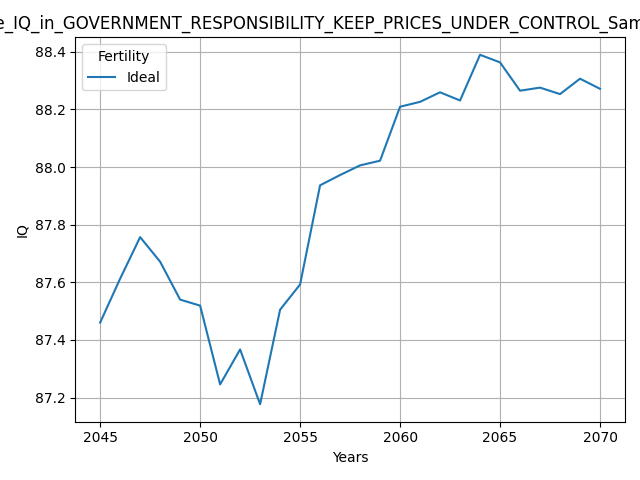 e_IQ_in_GOVERNMENT_RESPONSIBILITY_KEEP_PRICES_UNDER_CONTROL_Sam
Fertility
Ideal
88.4
88.2
88.0
87.8
87.6
87.4
87.2
IQ
2045 2050 2055 2060 2065 2070
Years